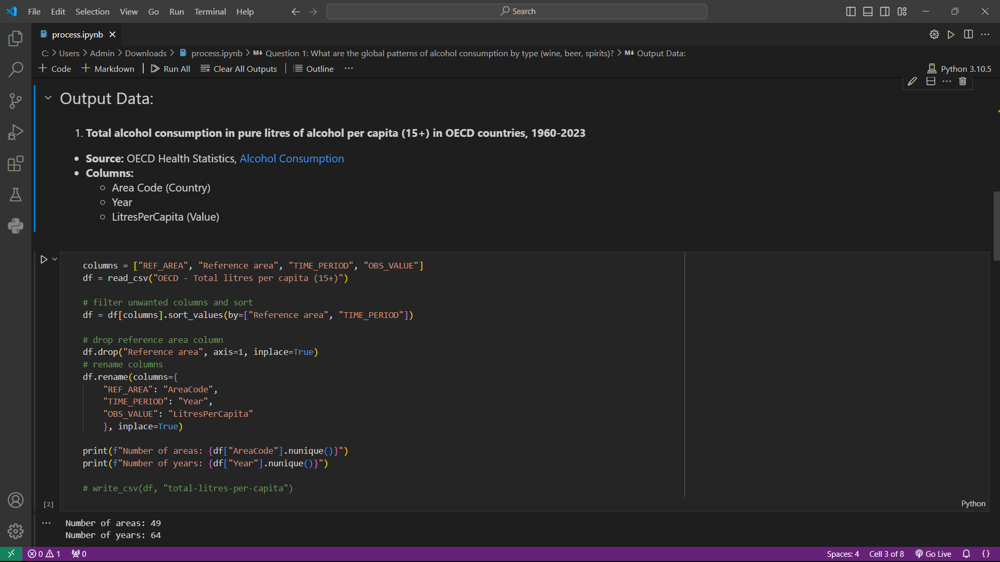 File Edit Selection View Go Run Terminal Help Search
process.ipynb
C: > Users > Admin > Downloads > process.ipynb > M↓ Question 1: What are the global patterns of alcohol consumption by type (wine, beer, spirits)? > M↓ Output Data:
+ Code + Markdown Run All Clear All Outputs Outline ... Python 3.10.5
Output Data:
1. Total alcohol consumption in pure litres of alcohol per capita (15+) in OECD countries, 1960-2023
Source: OECD Health Statistics, Alcohol Consumption
Columns:
Area Code (Country)
Year
LitresPerCapita (Value)
columns = ["REF_AREA", "Reference area", "TIME_PERIOD", "OBS_VALUE"]
df = read_csv("OECD - Total litres per capita (15+)")
# filter unwanted columns and sort
df = df[columns].sort_values(by=["Reference area", "TIME_PERIOD"])
# drop reference area column
df.drop("Reference area", axis=1, inplace=True)
# rename columns
df.rename(columns={
"REF_AREA": "AreaCode",
"TIME_PERIOD": "Year",
"OBS_VALUE": "LitresPerCapita"
}, inplace=True)
print(f"Number of areas: {df["AreaCode"].nunique()}")
print(f"Number of years: {df["Year"].nunique()}")
# write_csv(df, "total-litres-per-capita")
[2] Python
... Number of areas: 49
Number of years: 64
0 1 0 Spaces: 4 Cell 3 of 8 Go Live {}